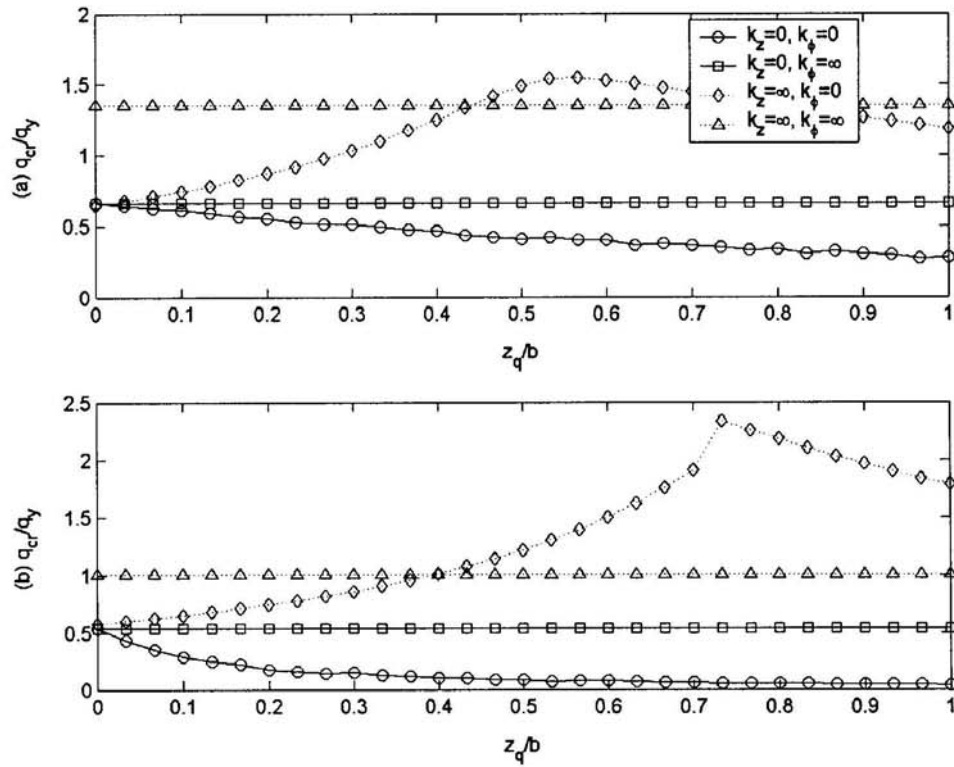 (a) q_cr/q_y
2
1.5
1
0.5
0
k_z=0, k_ϕ=0
k_z=0, k_ϕ=∞
k_z=∞, k_ϕ=0
k_z=∞, k_ϕ=∞
0 0.1 0.2 0.3 0.4 0.5 0.6 0.7 0.8 0.9 1
z_q/b
(b) q_cr/q_y
2.5
2
1.5
1
0.5
0
0 0.1 0.2 0.3 0.4 0.5 0.6 0.7 0.8 0.9 1
z_q/b